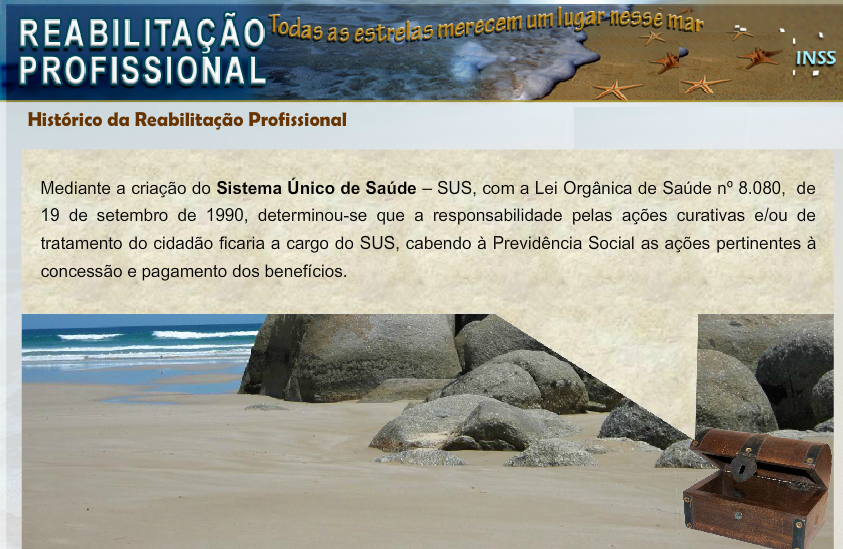 REABILITAÇÃO
PROFISSIONAL
Todas as estrelas merecem um lugar nesse mar
INSS
Histórico da Reabilitação Profissional
Mediante a criação do Sistema Único de Saúde – SUS, com a Lei Orgânica de Saúde nº 8.080, de
19 de setembro de 1990, determinou-se que a responsabilidade pelas ações curativas e/ou de
tratamento do cidadão ficaria a cargo do SUS, cabendo à Previdência Social as ações pertinentes à
concessão e pagamento dos benefícios.